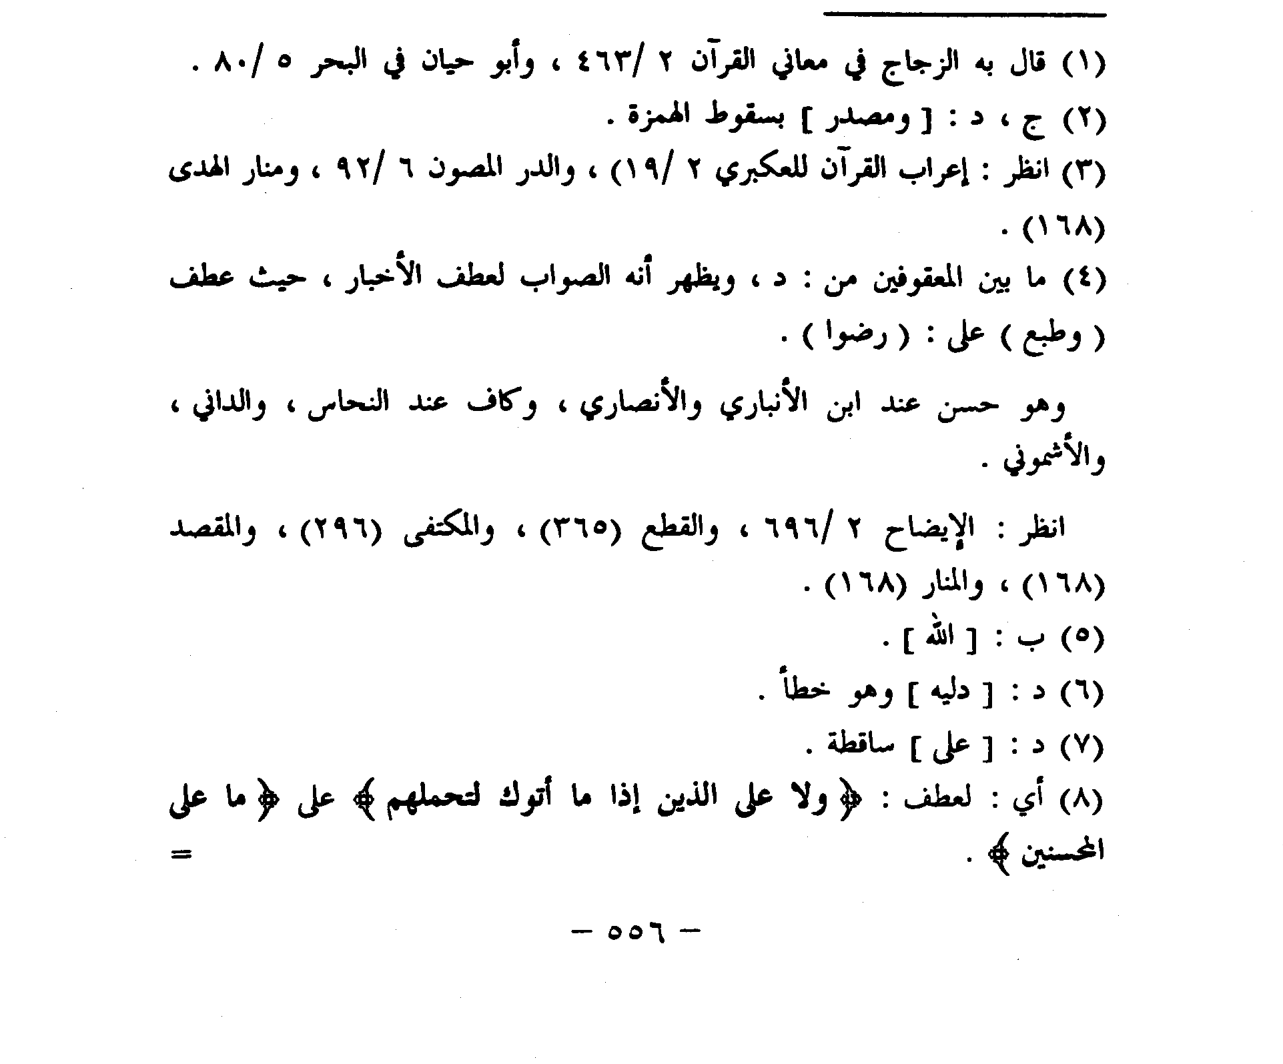 (١) قال به الزجاج في معاني القرآن ٢ /٤٦٣ ، وأبو حيان في البحر ٥ /٨٠ .
(٢) ج ، د : [ ومصدر ] بسقوط الهمزة .
(٣) انظر : إعراب القرآن للعكبري ٢ /١٩) ، والدر المصون ٦ /٩٢ ، ومنار الهدى
(١٦٨) .
(٤) ما بين المعقوفين من : د ، ويظهر أنه الصواب لعطف الأخبار ، حيث عطف
( وطبع ) على : ( رضوا ) .
وهو حسن عند ابن الأنباري والأنصاري ، وكاف عند النحاس ، والداني ،
والأشموني .
انظر : الإيضاح ٢ /٦٩٦ ، والقطع (٣٦٥) ، والمكتفى (٢٩٦) ، والمقصد
(١٦٨) ، والمنار (١٦٨) .
(٥) ب : [ الله ] .
(٦) د : [ دليه ] وهو خطأ .
(٧) د : [ على ] ساقطة .
(٨) أي : لعطف : ﴿ ولا على الذين إذا ما أتوك لتحملهم ﴾ على ﴿ ما على
المحسنين ﴾ . =
– ٥٥٦ –